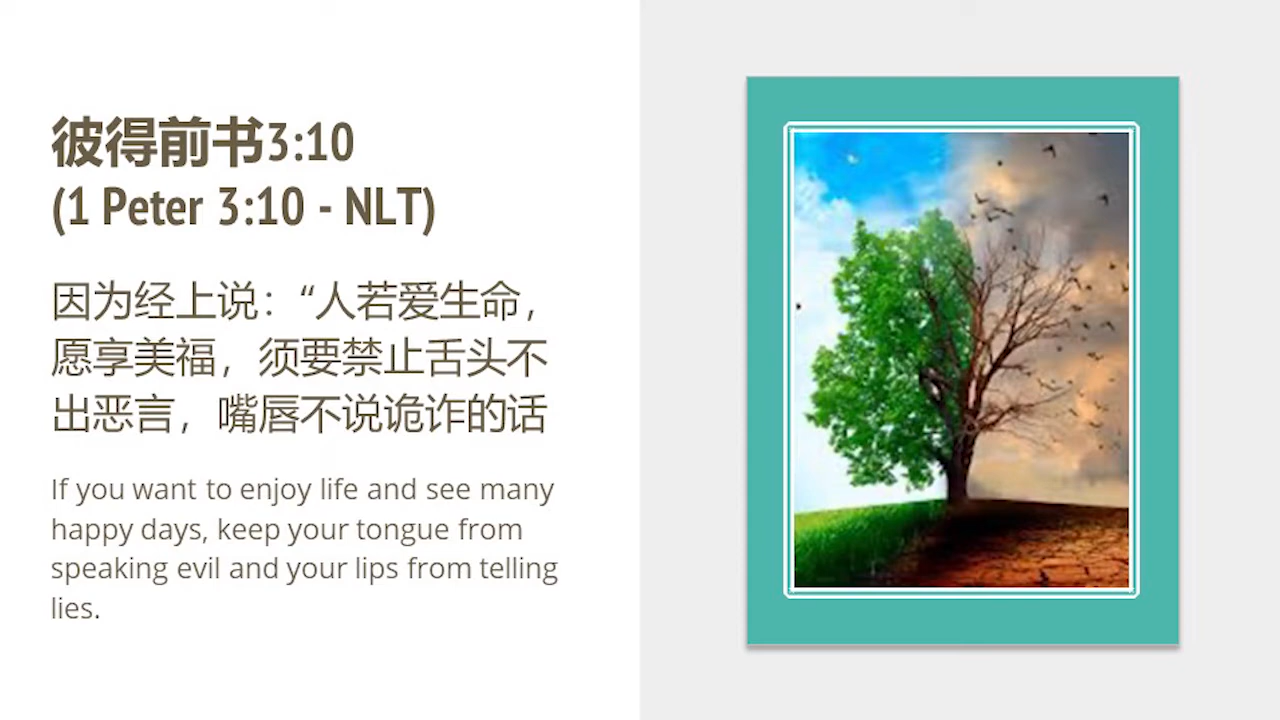 彼得前书3:10
(1 Peter 3:10 - NLT)
因为经上说：“人若爱生命，
愿享美福，须要禁止舌头不
出恶言，嘴唇不说诡诈的话
If you want to enjoy life and see many
happy days, keep your tongue from
speaking evil and your lips from telling
lies.